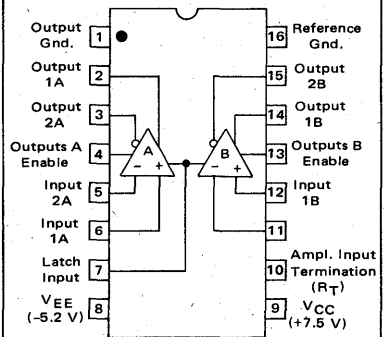 Output Gnd. 1
16 Reference Gnd.
Output 1A 2
15 Output 2B
Output 2A 3
14 Output 1B
A
B
Outputs A Enable 4
13 Outputs B Enable
- +
- +
Input 2A 5
12 Input 1B
Input 1A 6
11
Latch Input 7
10 Ampl. Input Termination (RT)
VEE (-5.2 V) 8
9 VCC (+7.5 V)